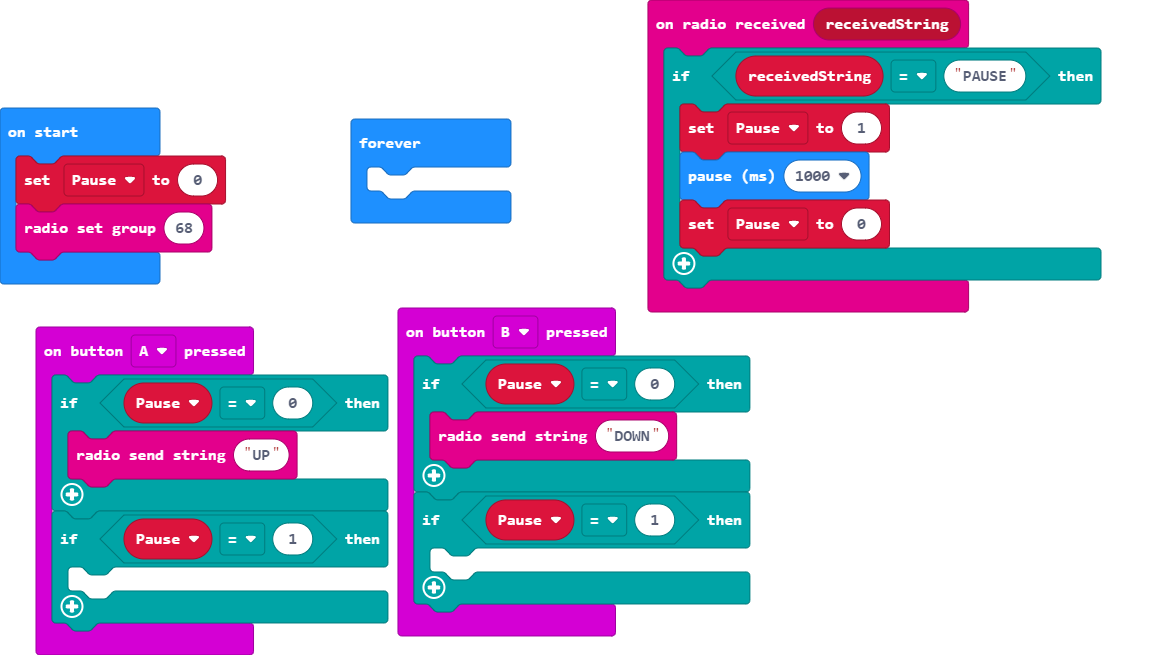 on start
set Pause to 0
radio set group 68
forever
on radio received receivedString
if receivedString = "PAUSE" then
set Pause to 1
pause (ms) 1000
set Pause to 0
on button A pressed
if Pause = 0 then
radio send string "UP"
if Pause = 1 then
on button B pressed
if Pause = 0 then
radio send string "DOWN"
if Pause = 1 then